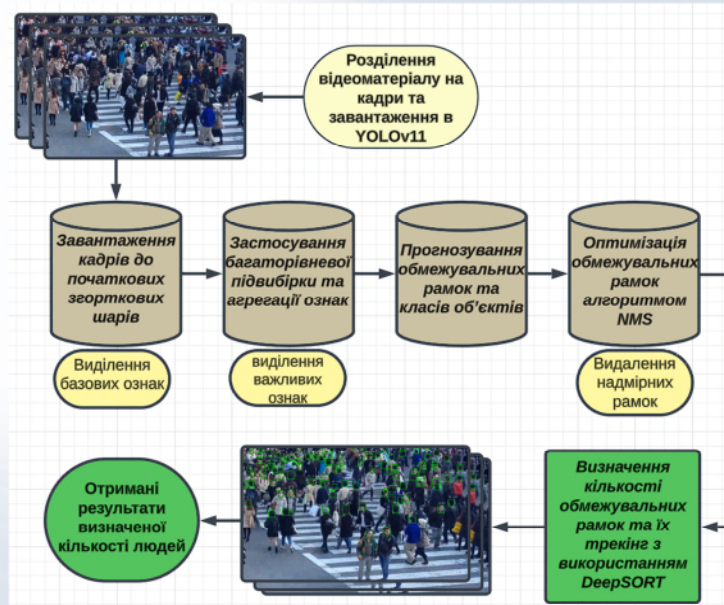 Розділення
відеоматеріалу на
кадри та
завантаження в
YOLOv11
Завантаження
кадрів до
початкових
згорткових
шарів
Застосування
багаторівневої
підвибірки та
агрегації ознак
Прогнозування
обмежувальних
рамок та
класів об'єктів
Оптимізація
обмежувальних
рамок
алгоритмом
NMS
Виділення
базових ознак
виділення
важливих
ознак
Видалення
надмірних
рамок
Отримані
результати
визначеної
кількості людей
Визначення
кількості
обмежувальних
рамок та їх
трекінг з
використанням
DeepSORT